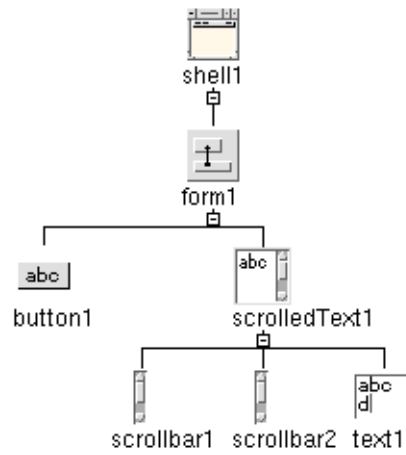 shell1
form1
abc
abc
button1
scrolledText1
abc
d
scrollbar1
scrollbar2
text1